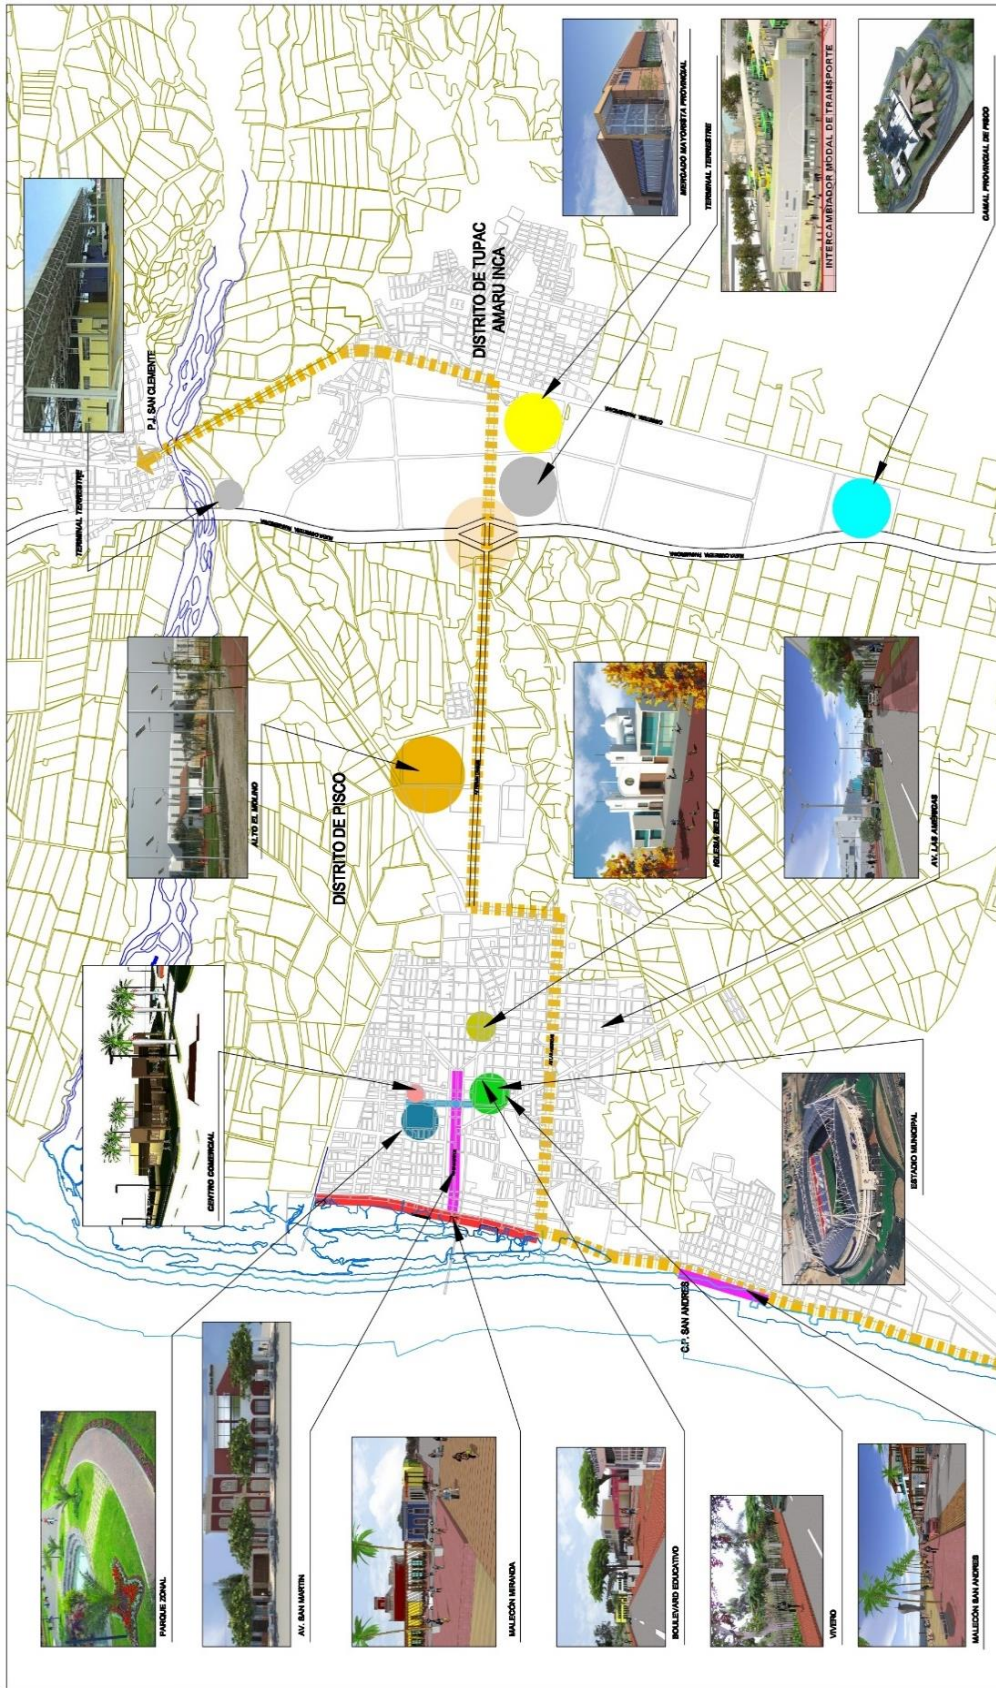 PARQUE ZONAL
AV. SAN MARTIN
MALECÓN MIRANDA
BOULEVARD EDUCATIVO
VIVERO
MALECÓN SAN ANDRES
CENTRO COMERCIAL
ESTADIO MUNICIPAL
C.P. SAN ANDRES
ALTO EL MOLINO
DISTRITO DE PISCO
IGLESIA BELEN
AV. LAS AMÉRICAS
TERMINAL TERRESTRE
P.J. SAN CLEMENTE
DISTRITO DE TUPAC
AMARU INCA
MERCADO MAYORISTA PROVINCIAL
TERMINAL TERRESTRE
INTERCAMBIADOR MODAL DE TRANSPORTE
CAMAL PROVINCIAL DE PISCO